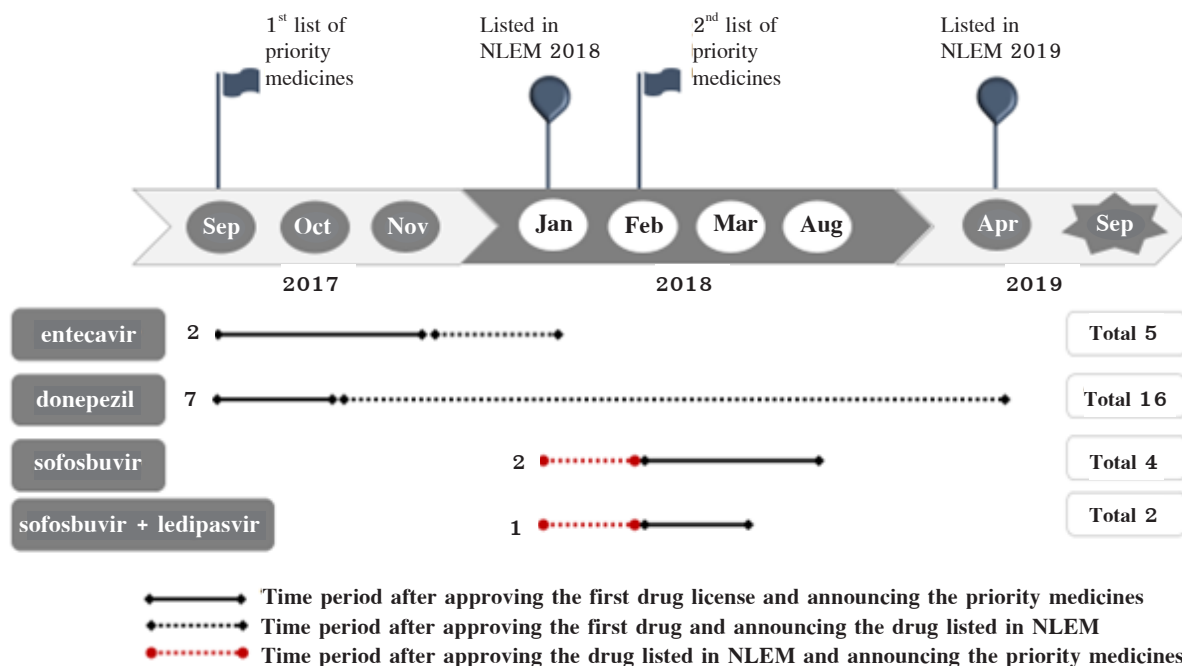 1st list of
priority
medicines
Listed in
NLEM 2018
2nd list of
priority
medicines
Listed in
NLEM 2019
Sep
Oct
Nov
Jan
Feb
Mar
Aug
Apr
Sep
2017
2018
2019
entecavir
2
Total 5
donepezil
7
Total 16
sofosbuvir
2
Total 4
sofosbuvir + ledipasvir
1
Total 2
Time period after approving the first drug license and announcing the priority medicines
Time period after approving the first drug and announcing the drug listed in NLEM
Time period after approving the drug listed in NLEM and announcing the priority medicines